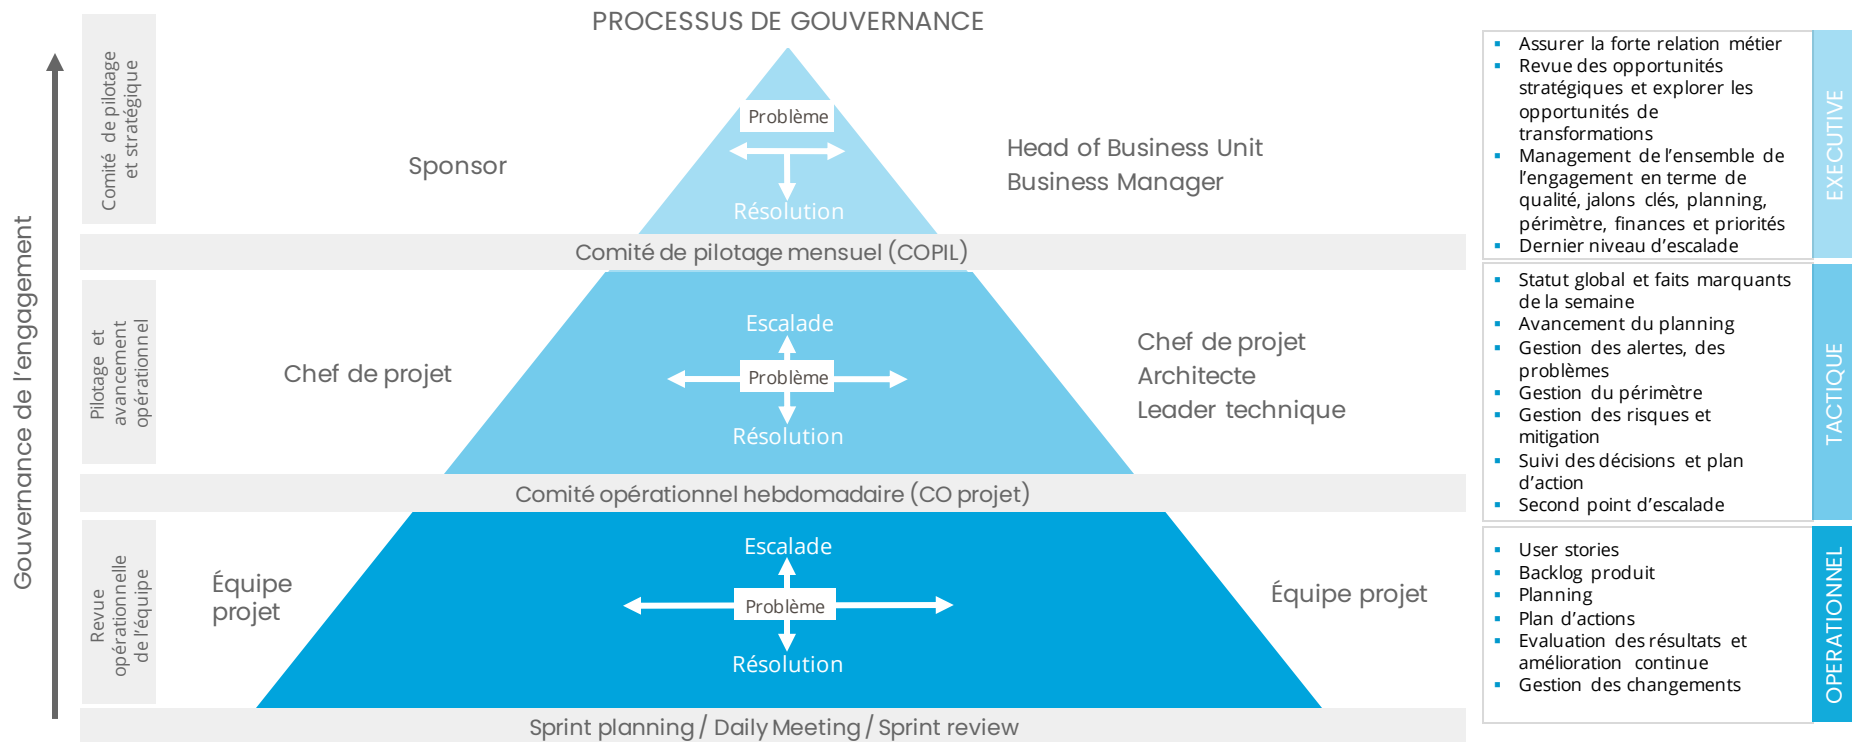 PROCESSUS DE GOUVERNANCE
Gouvernance de l’engagement
Comité de pilotage
et stratégique
Sponsor
Problème
Résolution
Head of Business Unit
Business Manager
Comité de pilotage mensuel (COPIL)
Pilotage et
avancement
opérationnel
Chef de projet
Escalade
Problème
Résolution
Chef de projet
Architecte
Leader technique
Comité opérationnel hebdomadaire (CO projet)
Revue
opérationnelle
de l’équipe
Équipe
projet
Escalade
Problème
Résolution
Équipe projet
Sprint planning / Daily Meeting / Sprint review
▪ Assurer la forte relation métier
▪ Revue des opportunités
stratégiques et explorer les
opportunités de
transformations
▪ Management de l’ensemble de
l’engagement en terme de
qualité, jalons clés, planning,
périmètre, finances et priorités
▪ Dernier niveau d’escalade
EXECUTIVE
▪ Statut global et faits marquants
de la semaine
▪ Avancement du planning
▪ Gestion des alertes, des
problèmes
▪ Gestion du périmètre
▪ Gestion des risques et
mitigation
▪ Suivi des décisions et plan
d’action
▪ Second point d’escalade
TACTIQUE
▪ User stories
▪ Backlog produit
▪ Planning
▪ Plan d’actions
▪ Evaluation des résultats et
amélioration continue
▪ Gestion des changements
OPERATIONNEL